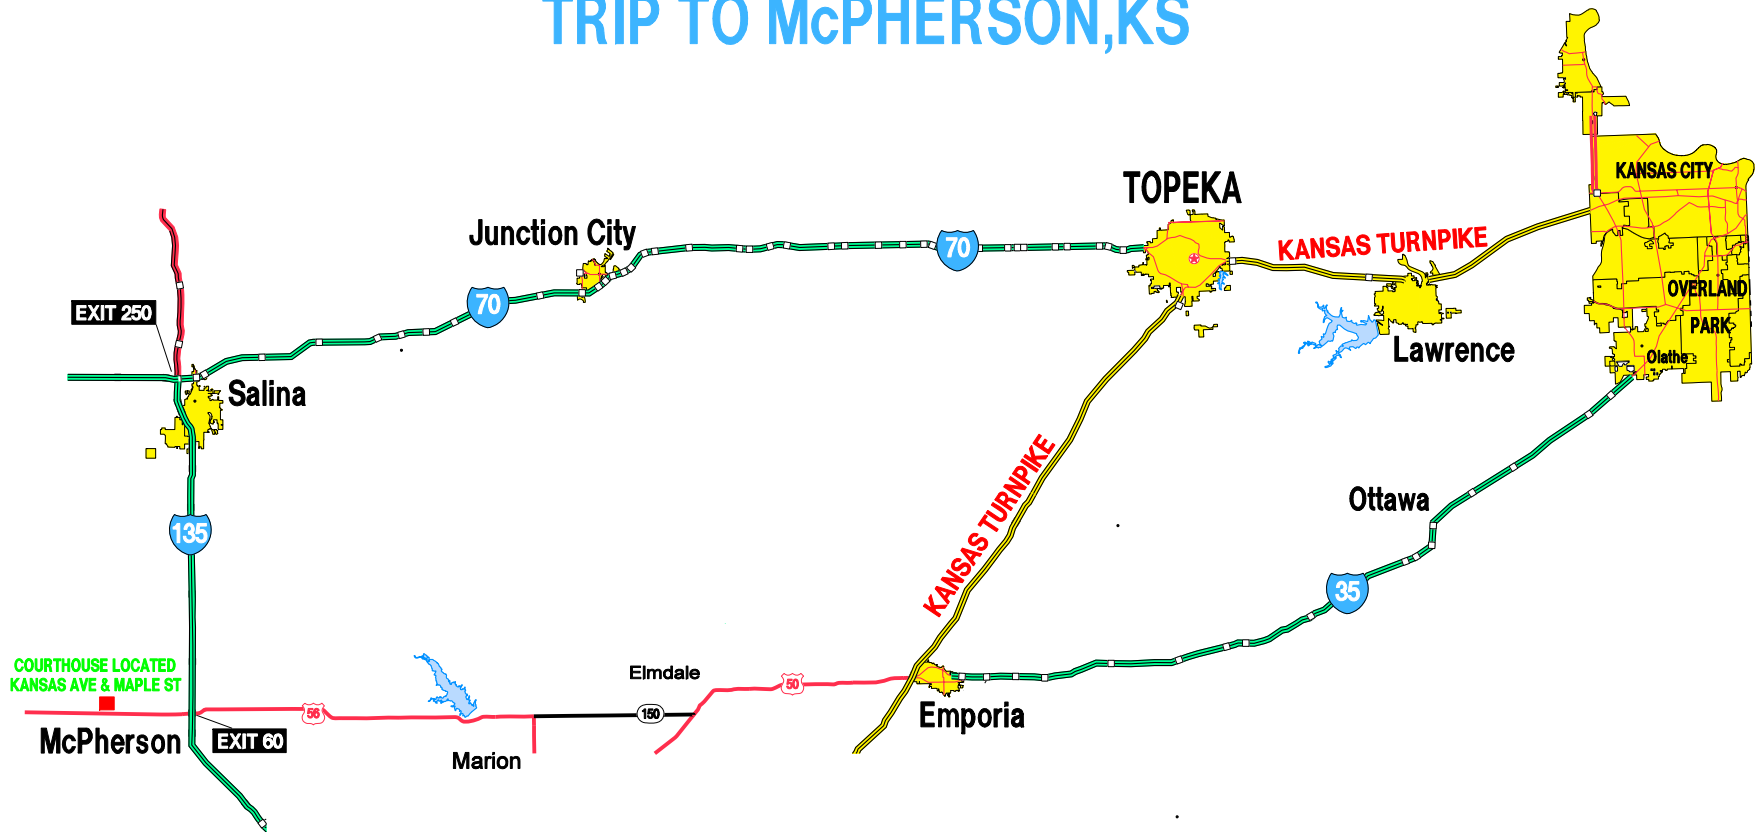 TRIP TO McPHERSON,KS
KANSAS CITY
TOPEKA
Junction City
KANSAS TURNPIKE
70
70
OVERLAND
PARK
EXIT 250
Lawrence
Olathe
Salina
KANSAS TURNPIKE
Ottawa
135
35
COURTHOUSE LOCATED
KANSAS AVE & MAPLE ST
Elmdale
50
56
150
Emporia
McPherson
EXIT 60
Marion